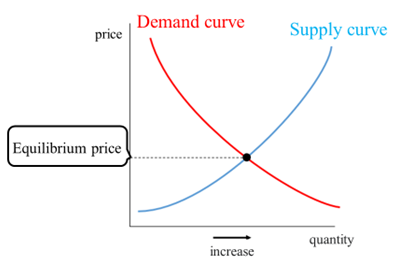 Demand curve
price
Supply curve
Equilibrium price
increase
quantity